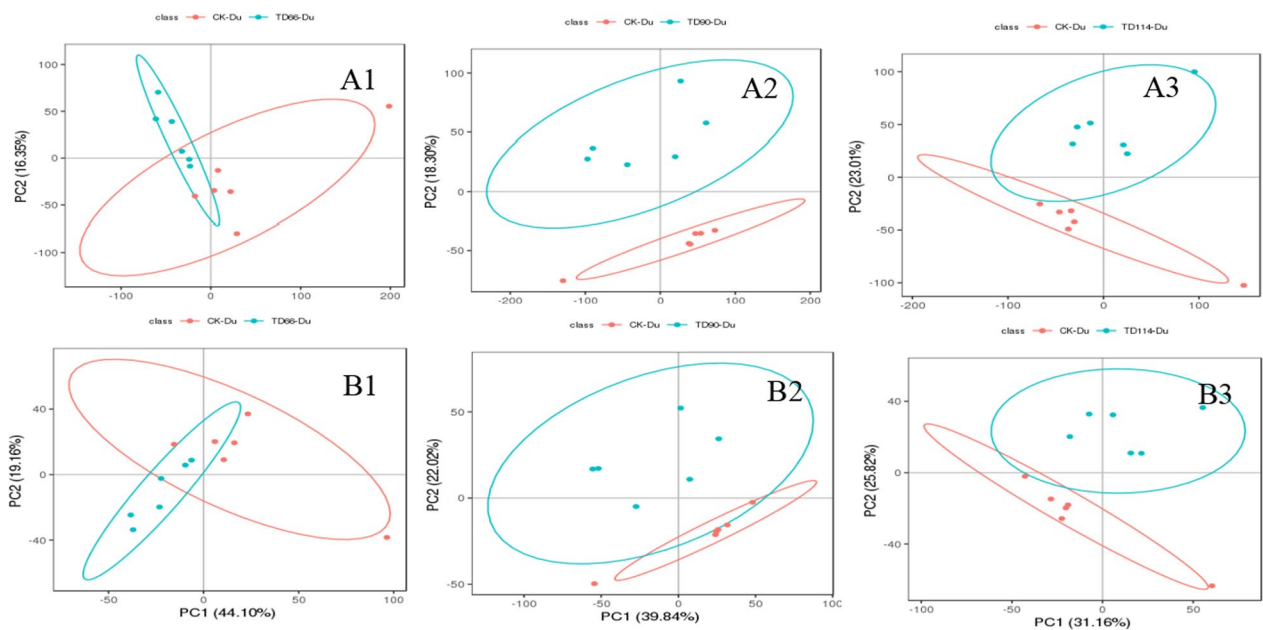 class CK-Du TD66-Du
A1
PC2 (16.35%)
100
50
0
-50
-100
-100 0 100 200
class CK-Du TD90-Du
A2
PC2 (18.30%)
100
50
0
-50
-200 -100 0 100 200
class CK-Du TD114-Du
A3
PC2 (23.01%)
100
50
0
-50
-100
-200 -100 0 100
class CK-Du TD66-Du
B1
PC2 (19.16%)
40
0
-40
-50 0 50 100
PC1 (44.10%)
class CK-Du TD90-Du
B2
PC2 (22.02%)
50
0
-50
-100 -50 0 50 100
PC1 (39.84%)
class CK-Du TD114-Du
B3
PC2 (25.82%)
40
0
-40
-100 -50 0 50
PC1 (31.16%)